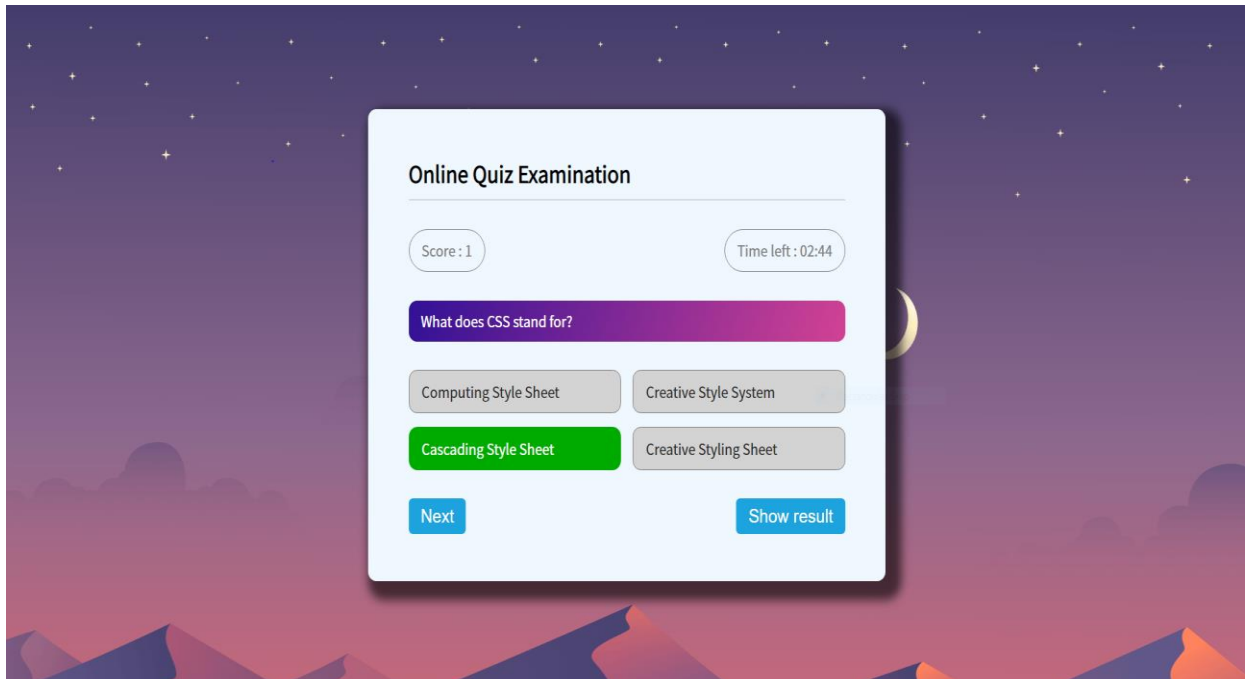 Online Quiz Examination
Score : 1
Time left : 02:44
What does CSS stand for?
Computing Style Sheet
Creative Style System
Cascading Style Sheet
Creative Styling Sheet
Next
Show result